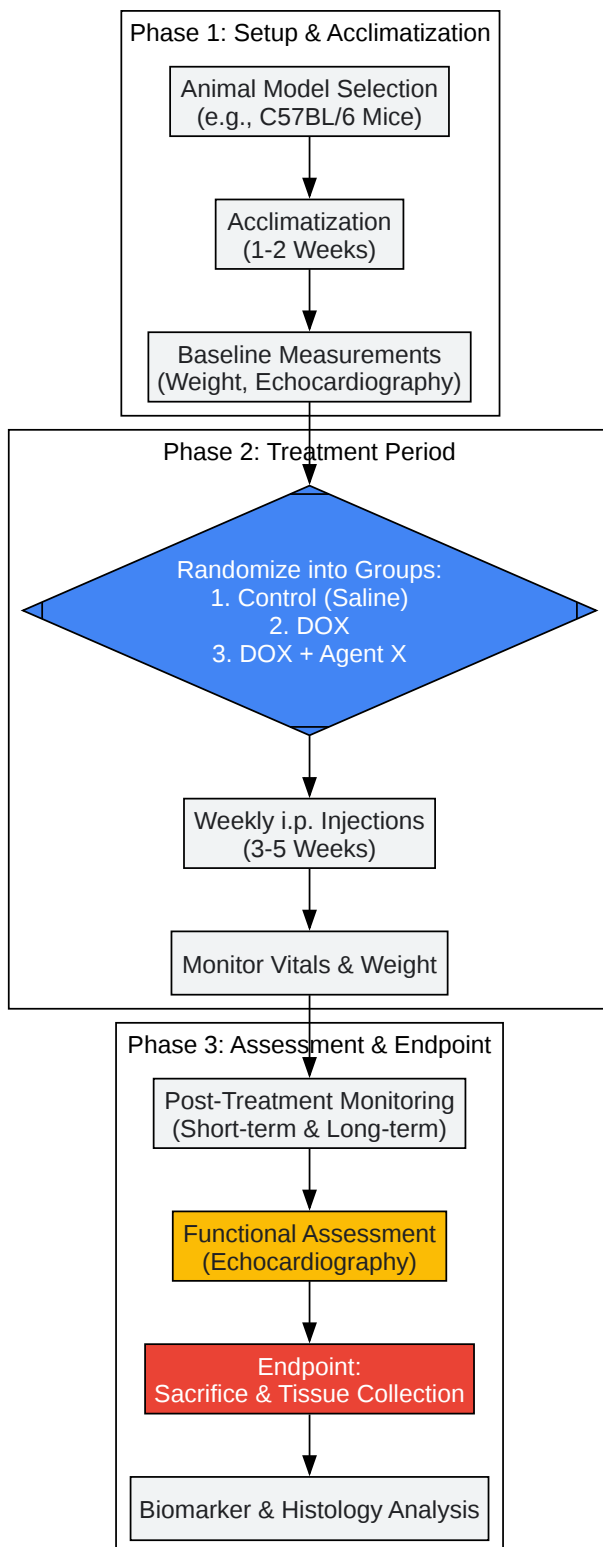 Phase 1: Setup & Acclimatization
Animal Model Selection
(e.g., C57BL/6 Mice)
Acclimatization
(1-2 Weeks)
Baseline Measurements
(Weight, Echocardiography)
Phase 2: Treatment Period
Randomize into Groups:
1. Control (Saline)
2. DOX
3. DOX + Agent X
Weekly i.p. Injections
(3-5 Weeks)
Monitor Vitals & Weight
Phase 3: Assessment & Endpoint
Post-Treatment Monitoring
(Short-term & Long-term)
Functional Assessment
(Echocardiography)
Endpoint:
Sacrifice & Tissue Collection
Biomarker & Histology Analysis